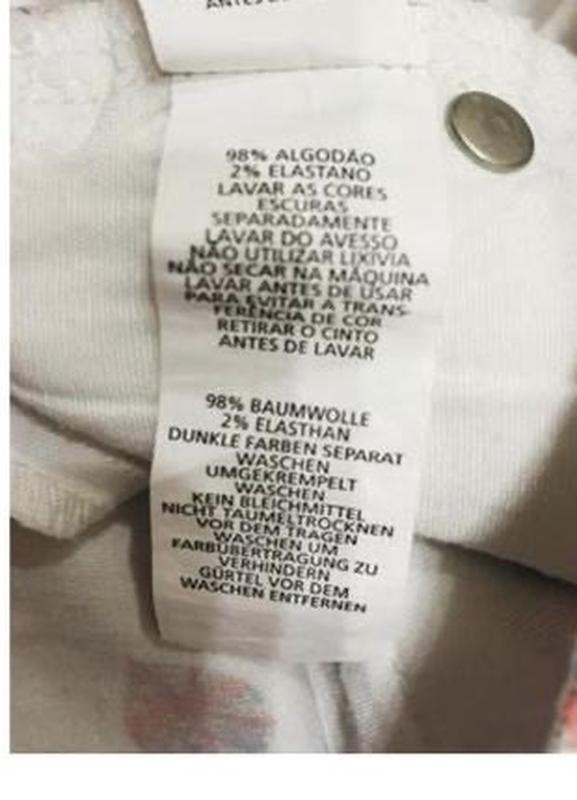 98% ALGODÃO
2% ELASTANO
LAVAR AS CORES
ESCURAS
SEPARADAMENTE
LAVAR DO AVESSO
NÃO UTILIZAR LIXÍVIA
NÃO SECAR NA MÁQUINA
LAVAR ANTES DE USAR
PARA EVITAR A TRANS-
FERÊNCIA DE COR
RETIRAR O CINTO
ANTES DE LAVAR
98% BAUMWOLLE
2% ELASTHAN
DUNKLE FARBEN SEPARAT
WASCHEN
UMGEKREMPELT
WASCHEN
KEIN BLEICHMITTEL
NICHT TAUMELTROCKNEN
VOR DEM TRAGEN
WASCHEN UM
FARBÜBERTRAGUNG ZU
VERHINDERN
GÜRTEL VOR DEM
WASCHEN ENTFERNEN